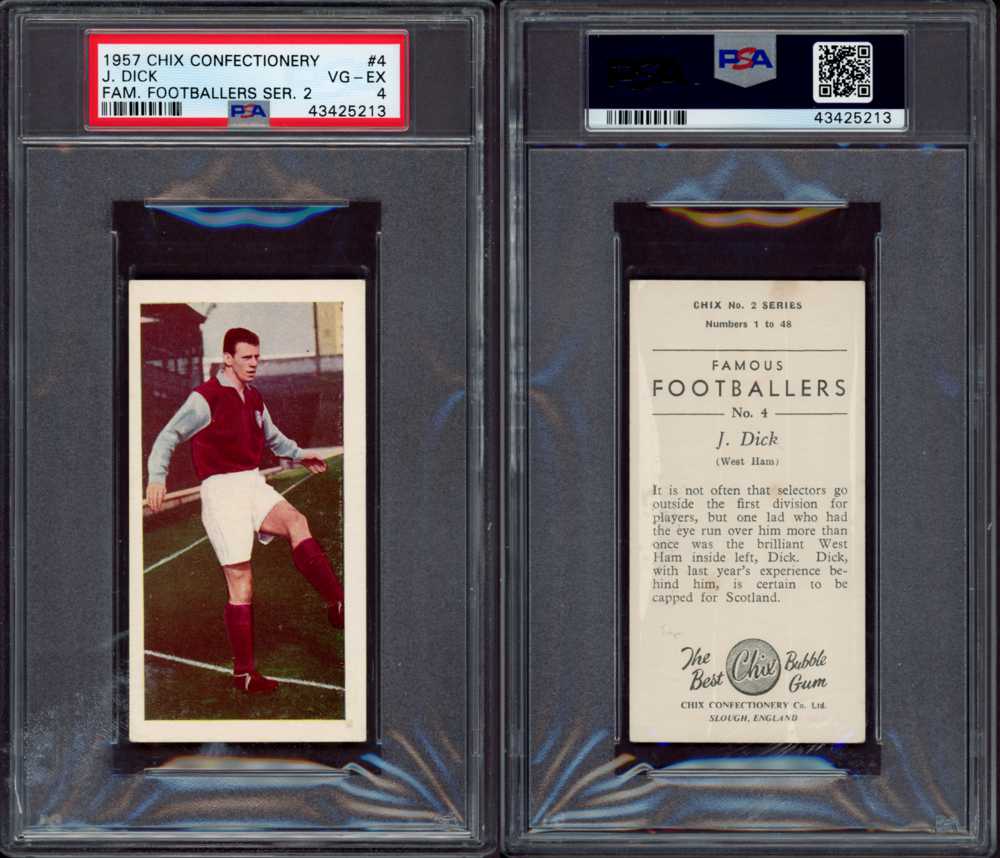 1957 CHIX CONFECTIONERY #4
J. DICK VG-EX
FAM. FOOTBALLERS SER. 2 4
PSA 43425213
PSA PSA
43425213
CHIX No. 2 SERIES
Numbers 1 to 48
FAMOUS
FOOTBALLERS
No. 4
J. Dick
(West Ham)
It is not often that selectors go
outside the first division for
players, but one lad who had
the eye run over him more than
once was the brilliant West
Ham inside left, Dick. Dick,
with last year's experience be-
hind him, is certain to be
capped for Scotland.
The Best Chix Bubble Gum
CHIX CONFECTIONERY Co. Ltd.
SLOUGH, ENGLAND